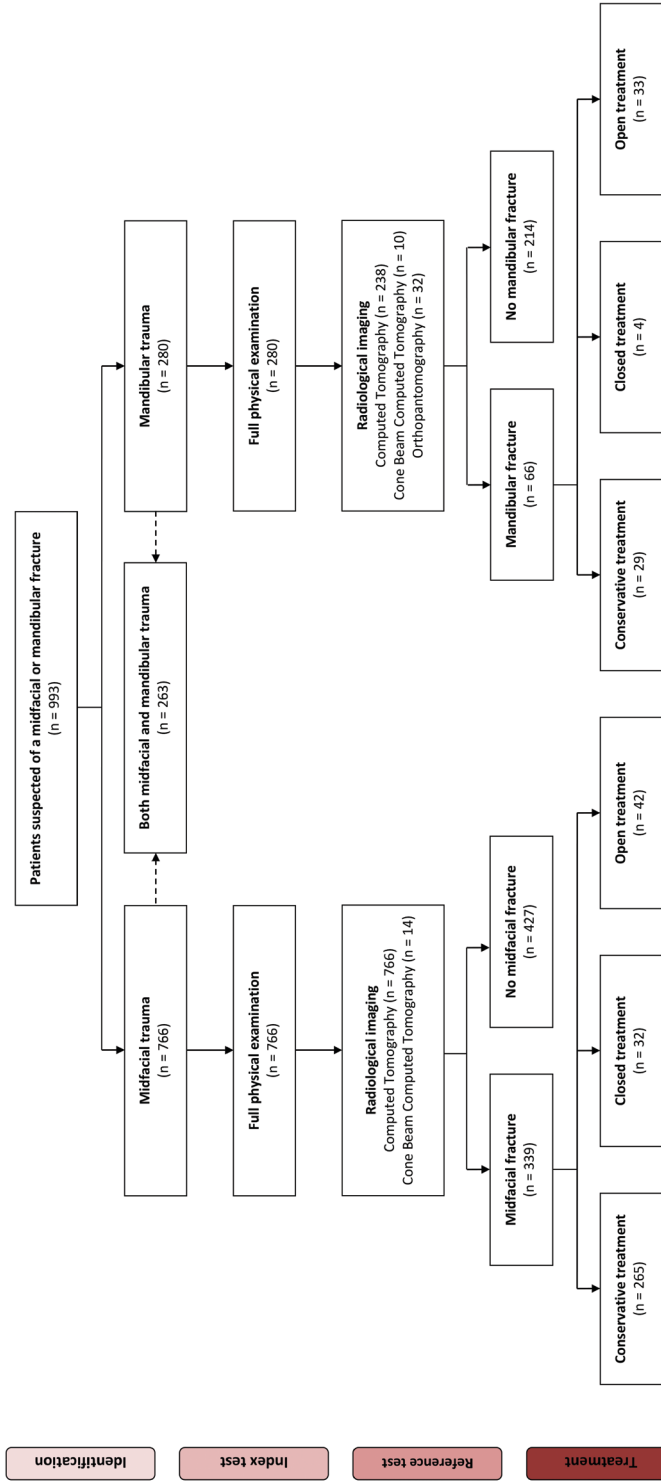 Identification
Patients suspected of a midfacial or mandibular fracture
(n = 993)
Midfacial trauma
(n = 766)
Both midfacial and mandibular trauma
(n = 263)
Mandibular trauma
(n = 280)
Index test
Full physical examination
(n = 766)
Full physical examination
(n = 280)
Reference test
Radiological imaging
Computed Tomography (n = 766)
Cone Beam Computed Tomography (n = 14)
Radiological imaging
Computed Tomography (n = 238)
Cone Beam Computed Tomography (n = 10)
Orthopantomography (n = 32)
Midfacial fracture
(n = 339)
No midfacial fracture
(n = 427)
Mandibular fracture
(n = 66)
No mandibular fracture
(n = 214)
Treatment
Conservative treatment
(n = 265)
Closed treatment
(n = 32)
Open treatment
(n = 42)
Conservative treatment
(n = 29)
Closed treatment
(n = 4)
Open treatment
(n = 33)